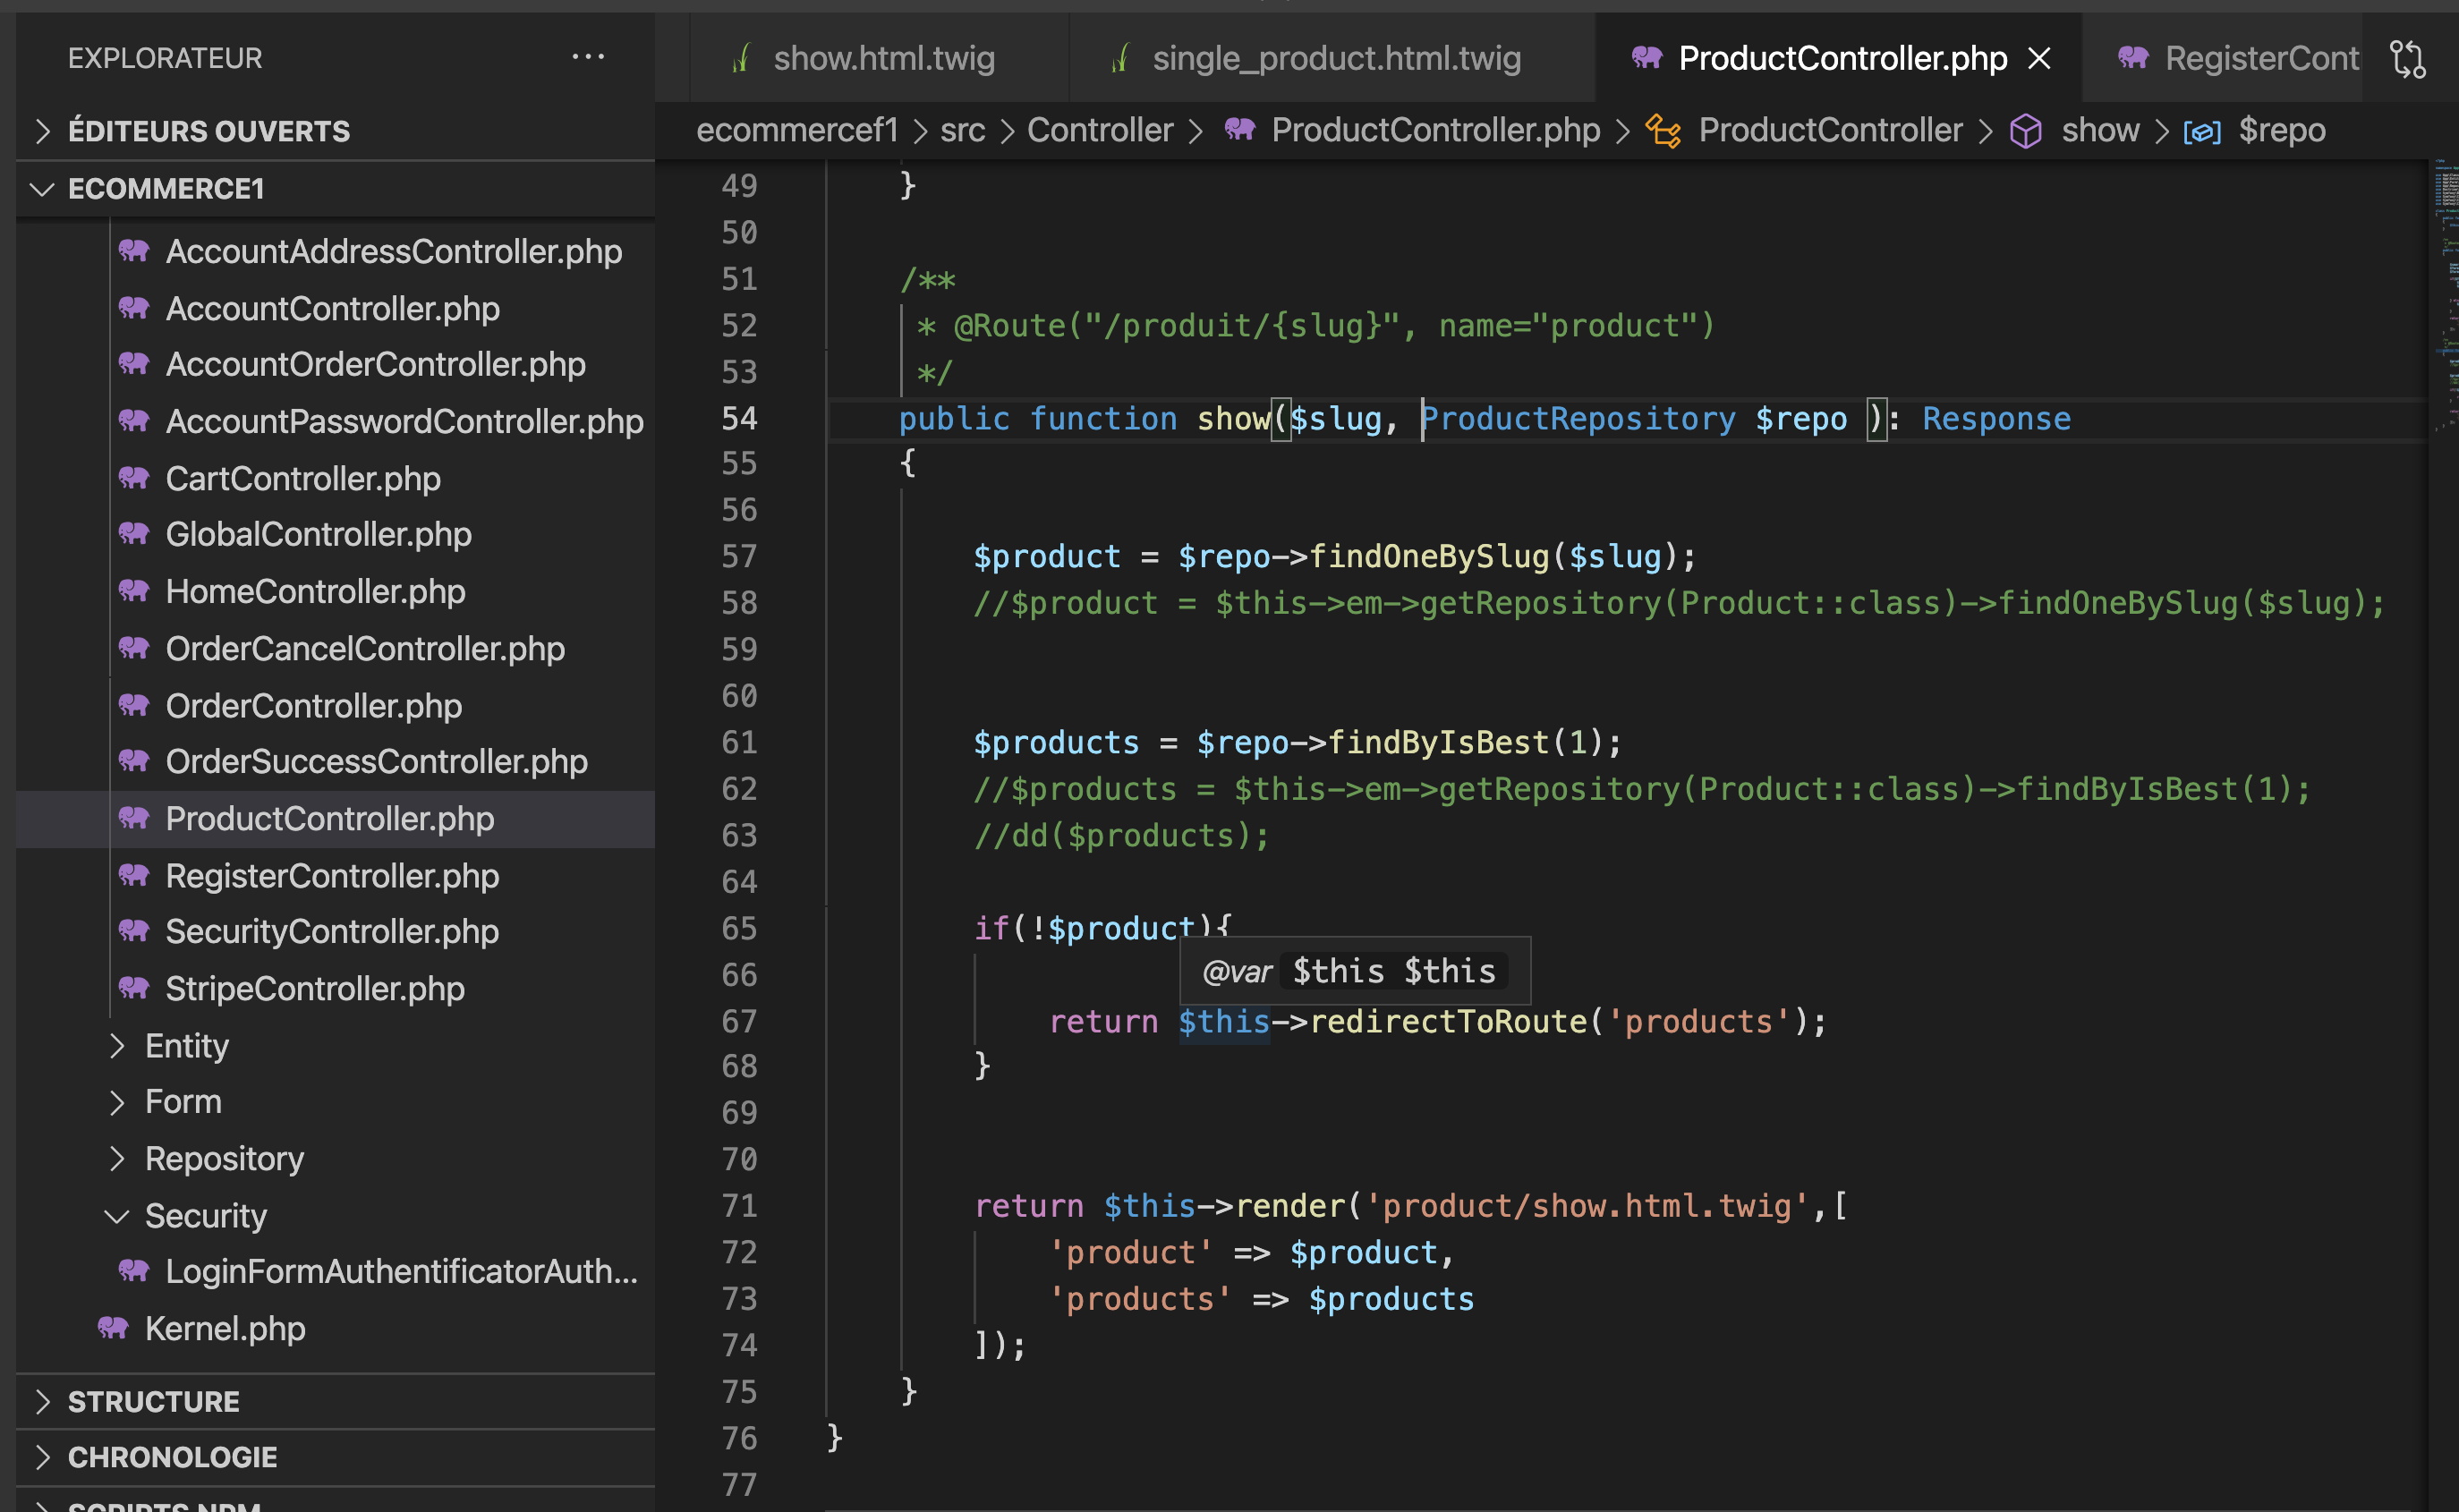 EXPLORATEUR
ÉDITEURS OUVERTS
ECOMMERCE1
AccountAddressController.php
AccountController.php
AccountOrderController.php
AccountPasswordController.php
CartController.php
GlobalController.php
HomeController.php
OrderCancelController.php
OrderController.php
OrderSuccessController.php
ProductController.php
RegisterController.php
SecurityController.php
StripeController.php
Entity
Form
Repository
Security
LoginFormAuthentificatorAuth...
Kernel.php
STRUCTURE
CHRONOLOGIE
SCRIPTS NPM
show.html.twig
single_product.html.twig
ProductController.php
RegisterCont
ecommercef1 > src > Controller > ProductController.php > ProductController > show > $repo
49 }
50
51 /**
52 * @Route("/produit/{slug}", name="product")
53 */
54 public function show($slug, ProductRepository $repo ): Response
55 {
56
57 $product = $repo->findOneBySlug($slug);
58 //$product = $this->em->getRepository(Product::class)->findOneBySlug($slug);
59
60
61 $products = $repo->findByIsBest(1);
62 //$products = $this->em->getRepository(Product::class)->findByIsBest(1);
63 //dd($products);
64
65 if(!$product){
66
@var $this $this
67 return $this->redirectToRoute('products');
68 }
69
70
71 return $this->render('product/show.html.twig',[
72 'product' => $product,
73 'products' => $products
74 ]);
75 }
76 }
77